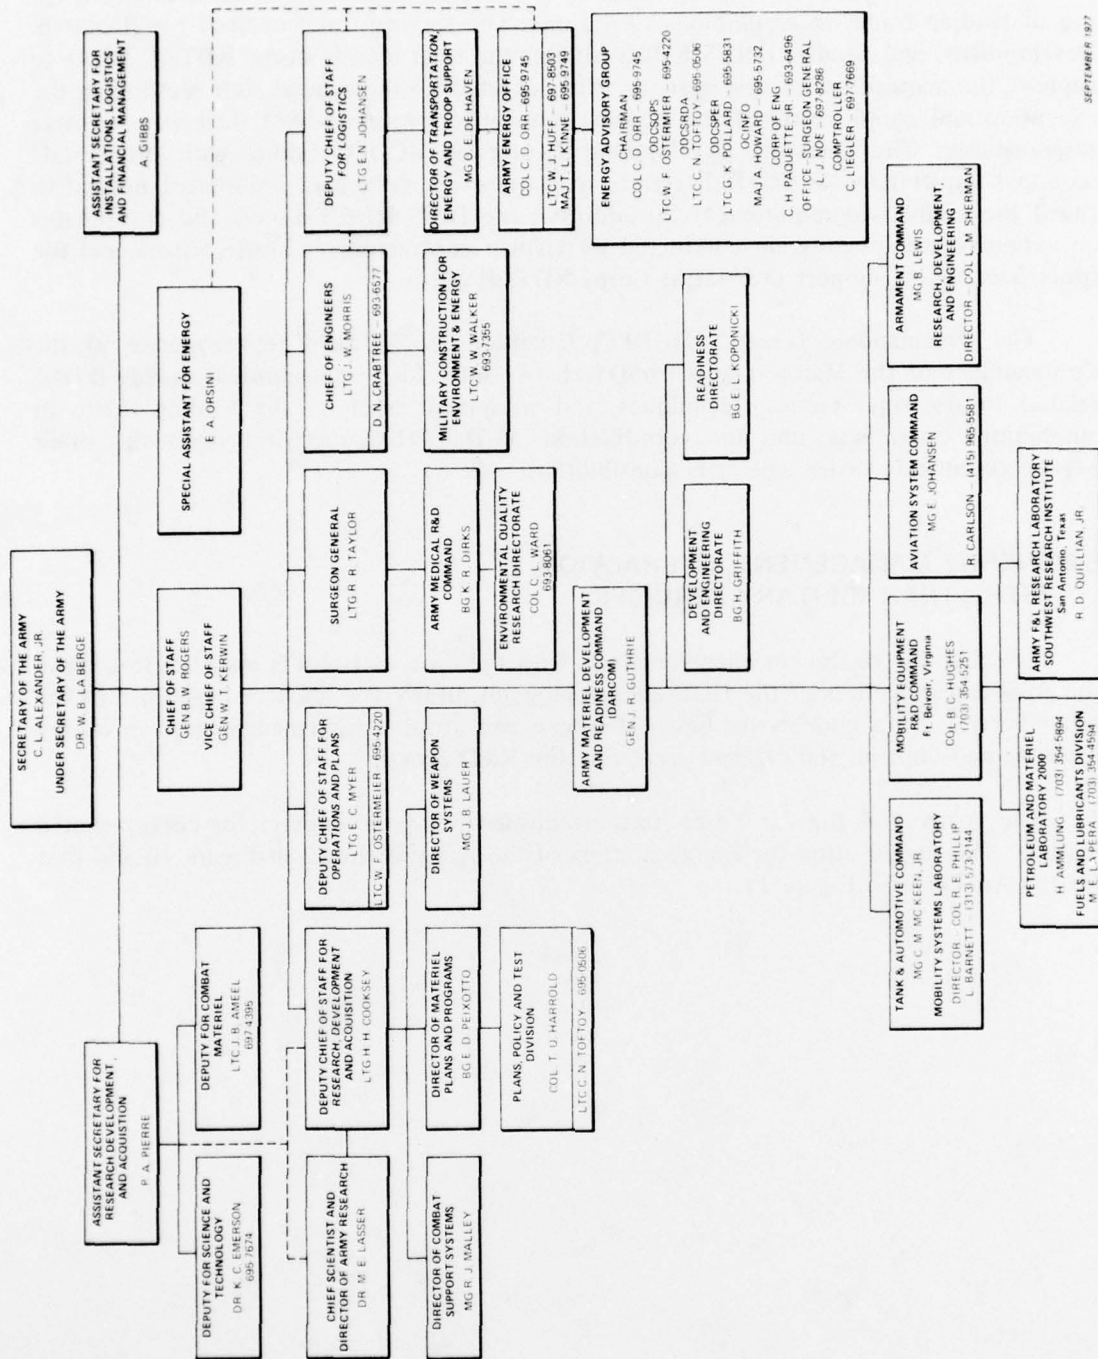 SECRETARY OF THE ARMY
C. L. ALEXANDER, JR
UNDER SECRETARY OF THE ARMY
DR. W. B. LA BERGE
ASSISTANT SECRETARY FOR
RESEARCH DEVELOPMENT,
AND ACQUISTION
P. A. PIERRE
ASSISTANT SECRETARY FOR
INSTALLATIONS, LOGISTICS
AND FINANCIAL MANAGEMENT
A. GIBBS
DEPUTY FOR SCIENCE AND
TECHNOLOGY
DR. K. C. EMERSON
695-7674
DEPUTY FOR COMBAT
MATERIEL
LTC J. B. AMEEL
697-4395
CHIEF OF STAFF
GEN B. W. ROGERS
VICE CHIEF OF STAFF
GEN W. T. KERWIN
SPECIAL ASSISTANT FOR ENERGY
E. A. ORSINI
CHIEF SCIENTIST AND
DIRECTOR OF ARMY RESEARCH
DR. M. E. LASSER
DEPUTY CHIEF OF STAFF FOR
RESEARCH, DEVELOPMENT
AND ACQUISITION
LTG H. H. COOKSEY
DEPUTY CHIEF OF STAFF FOR
OPERATIONS AND PLANS
LTG E. C. MYER
LTC W. F. OSTERMEIER 695-4220
SURGEON GENERAL
LTG R. R. TAYLOR
CHIEF OF ENGINEERS
LTG J. W. MORRIS
D. N. CRABTREE - 693-6577
DEPUTY CHIEF OF STAFF
FOR LOGISTICS
LTG E. N. JOHANSEN
DIRECTOR OF COMBAT
SUPPORT SYSTEMS
MG R. J. MALLEY
DIRECTOR OF MATERIEL
PLANS AND PROGRAMS
BG E. D. PEIXOTTO
DIRECTOR OF WEAPON
SYSTEMS
MG J. B. LAUER
ARMY MEDICAL R&D
COMMAND
BG K. R. DIRKS
MILITARY CONSTRUCTION FOR
ENVIRONMENT & ENERGY
LTC W. W. WALKER
693-7355
DIRECTOR OF TRANSPORTATION,
ENERGY AND TROOP SUPPORT
MG O. E. DE HAVEN
PLANS, POLICY AND TEST
DIVISION
COL. T. U. HARROLD
LTC C. N. TOFTOY 695-0506
ENVIRONMENTAL QUALITY
RESEARCH DIRECTORATE
COL C. L. WARD
693-8061
ARMY ENERGY OFFICE
COL C. D. ORR - 695-9745
LTC W. J. HUFF - 697-8503
MAJ T. L. KINNE - 695-9749
ARMY MATERIEL DEVELOPMENT
AND READINESS COMMAND
(DARCOM)
GEN J. R. GUTHRIE
ENERGY ADVISORY GROUP
CHAIRMAN
COL C. D. ORR - 695-9745
ODCSOPS
LTC W. F. OSTERMIER - 695-4220
ODCSRDA
LTC C. N. TOFTOY - 695-0506
ODCSPER
LTC G. K. POLLARD - 695-5831
OCINFO
MAJ A. HOWARD - 695-5732
CORP OF ENG
C. H. PAQUETTE, JR - 693-6496
OFFICE-SURGEON GENERAL
L. J. NOE - 697-8286
COMPTROLLER
C. LIEGLER - 697-7669
DEVELOPMENT
AND ENGINEERING
DIRECTORATE
BG H. GRIFFITH
READINESS
DIRECTORATE
BG E. L. KOPONICKI
TANK & AUTOMOTIVE COMMAND
MG C. M. MC KEEN, JR
MOBILITY SYSTEMS LABORATORY
DIRECTOR - COL R. E. PHILLIP
L. BARNETT - (313) 573-2144
MOBILITY EQUIPMENT
R&D COMMAND
Ft. Belvoir, Virginia
COL B. C. HUGHES
(703) 354-5251
AVIATION SYSTEM COMMAND
MG E. JOHANSEN
R. CARLSON - (415) 965-5581
ARMAMENT COMMAND
MG B. LEWIS
RESEARCH, DEVELOPMENT,
AND ENGINEERING
DIRECTOR - COL L. M. SHERMAN
PETROLEUM AND MATERIEL
LABORATORY 2000
H. AMMLUNG (703) 354-5894
FUELS AND LUBRICANTS DIVISION
M. E. LAPERA (703) 354-4594
ARMY F&L RESEARCH LABORATORY
SOUTHWEST RESEARCH INSTITUTE
San Antonio, Texas
R. D. QUILLIAN, JR
SEPTEMBER 1977